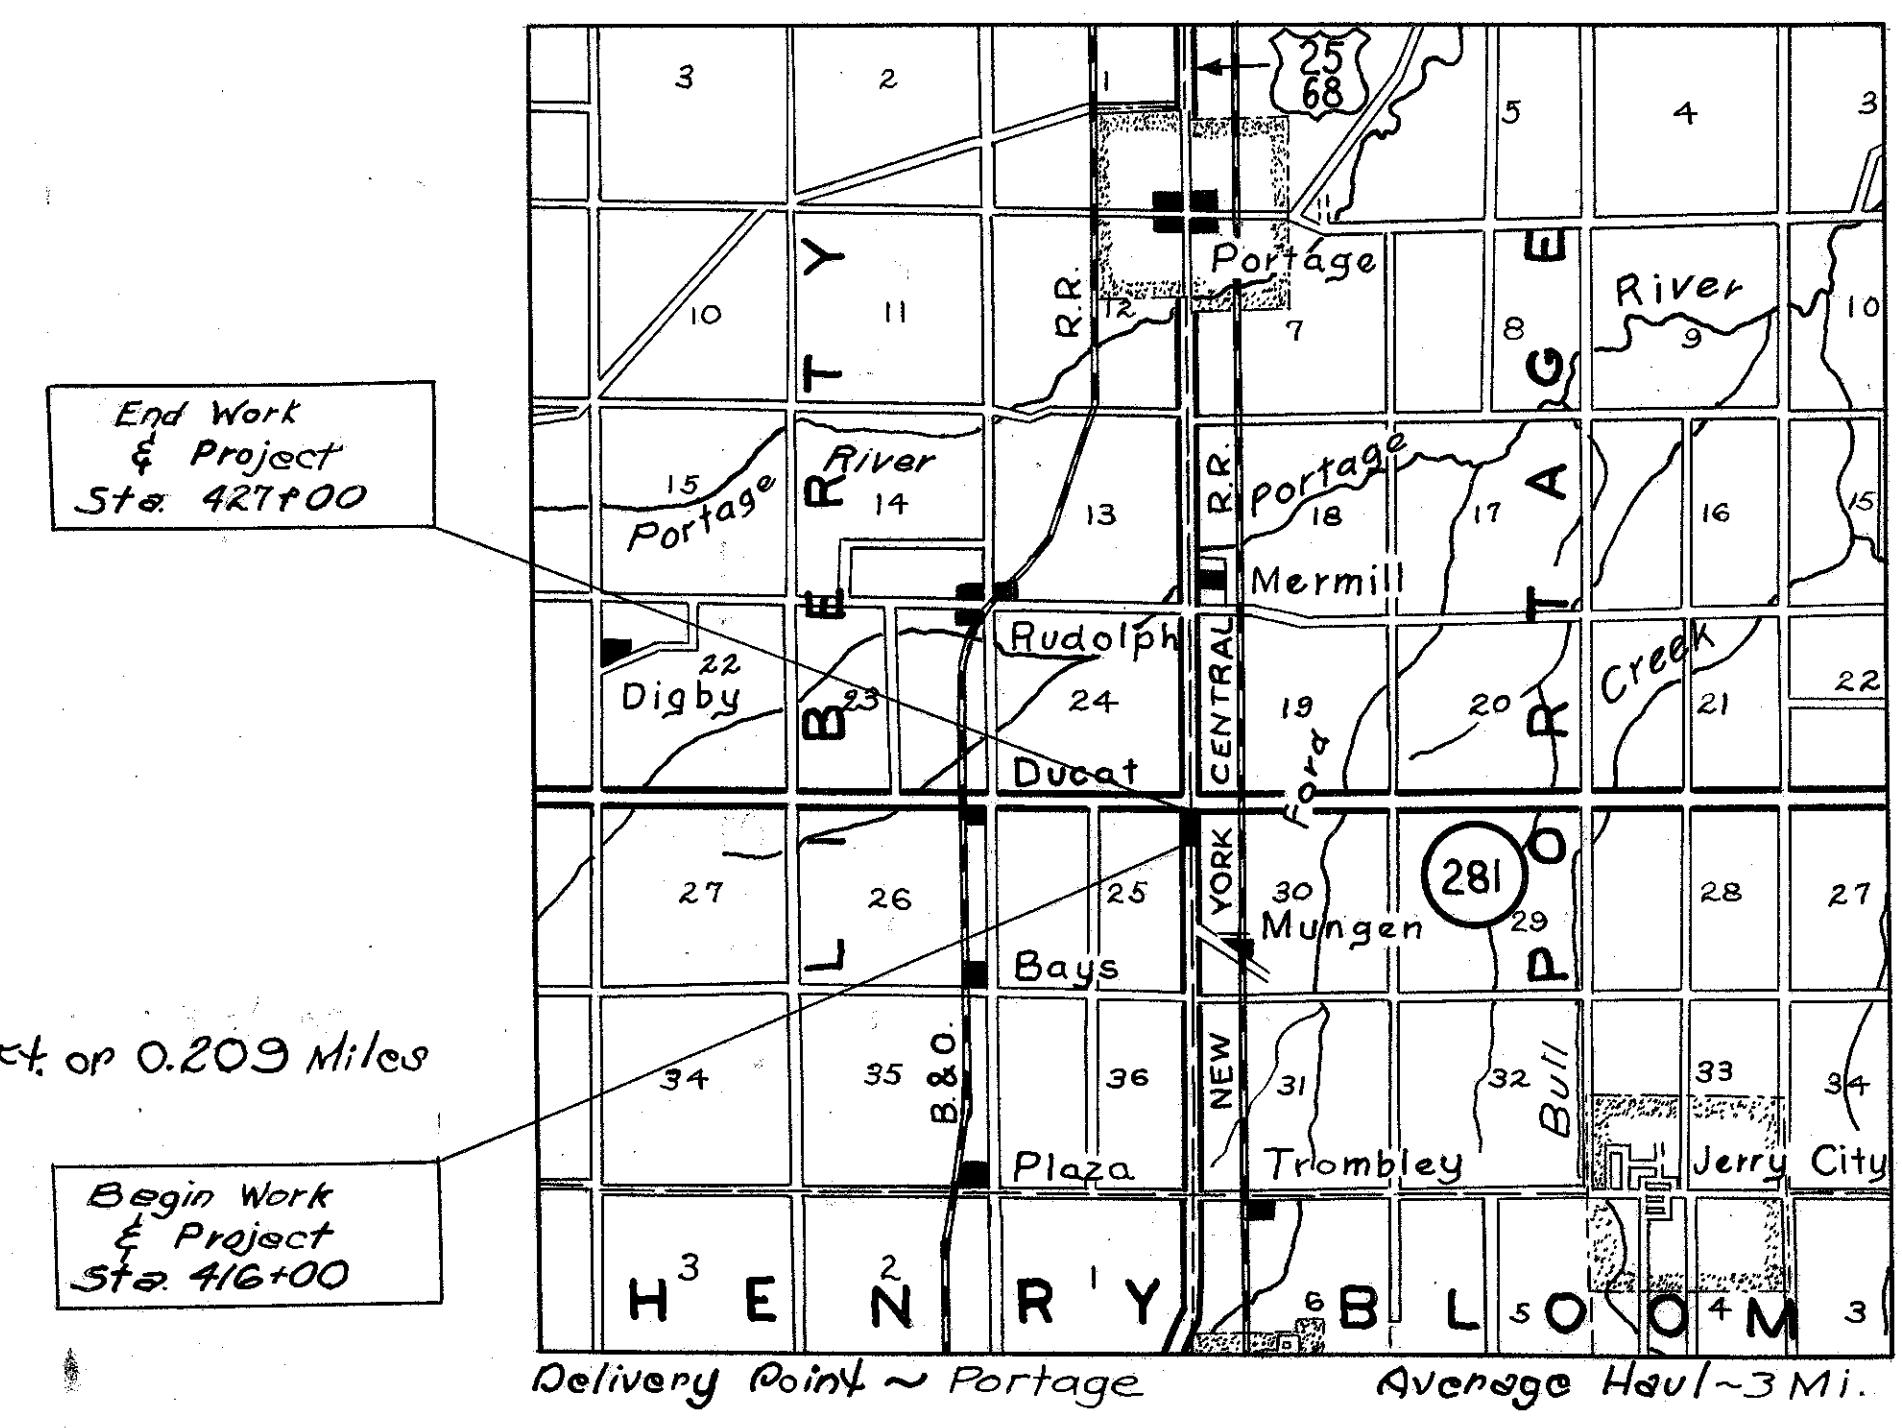 25
68
3
2
1
5
4
3
Portage
10
11
R.R.
12
7
8
River
9
10
End Work
& Project
Sta. 427+00
15
Portage
River
14
13
R.R.
Portage
18
17
16
15
Mermill
Rudolph
22
Digby
23
24
19
20
Creek
21
22
Ducat
Ford
NEW YORK CENTRAL
LIBERTY
PORTAGE
281
27
26
25
30
Mungen
29
28
27
Bays
or 0.209 Miles
34
35
B.&O.
36
31
32
Bull
33
34
Plaza
Trombley
Jerry City
Begin Work
& Project
Sta. 416+00
3
2
1
6
5
4
3
HENRY
BLOOM
Delivery Point ~ Portage
Average Haul ~ 3 Mi.